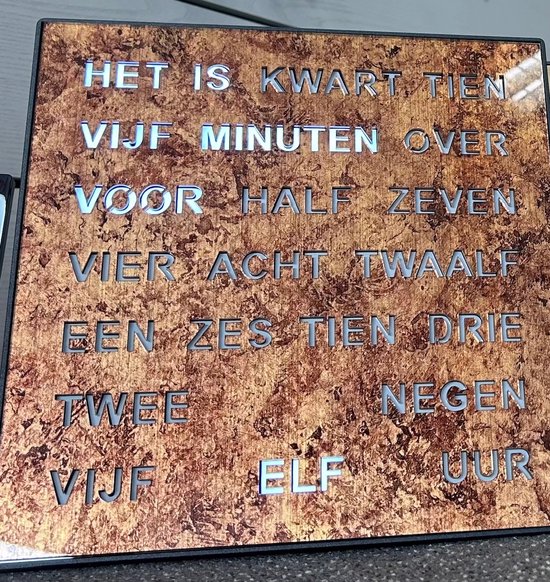 HET IS KWART TIEN
VIJF MINUTEN OVER
VOOR HALF ZEVEN
VIER ACHT TWAALF
EEN ZES TIEN DRIE
TWEE NEGEN
VIJF ELF UUR